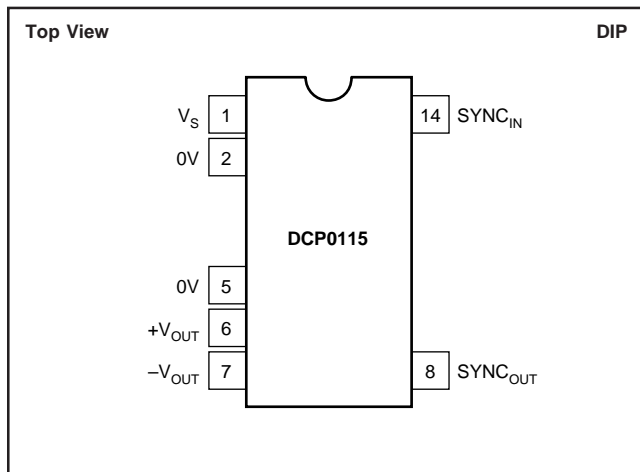 Top View DIP
V_S 1 14 SYNC_IN
0V 2
DCP0115
0V 5
+V_OUT 6
–V_OUT 7 8 SYNC_OUT